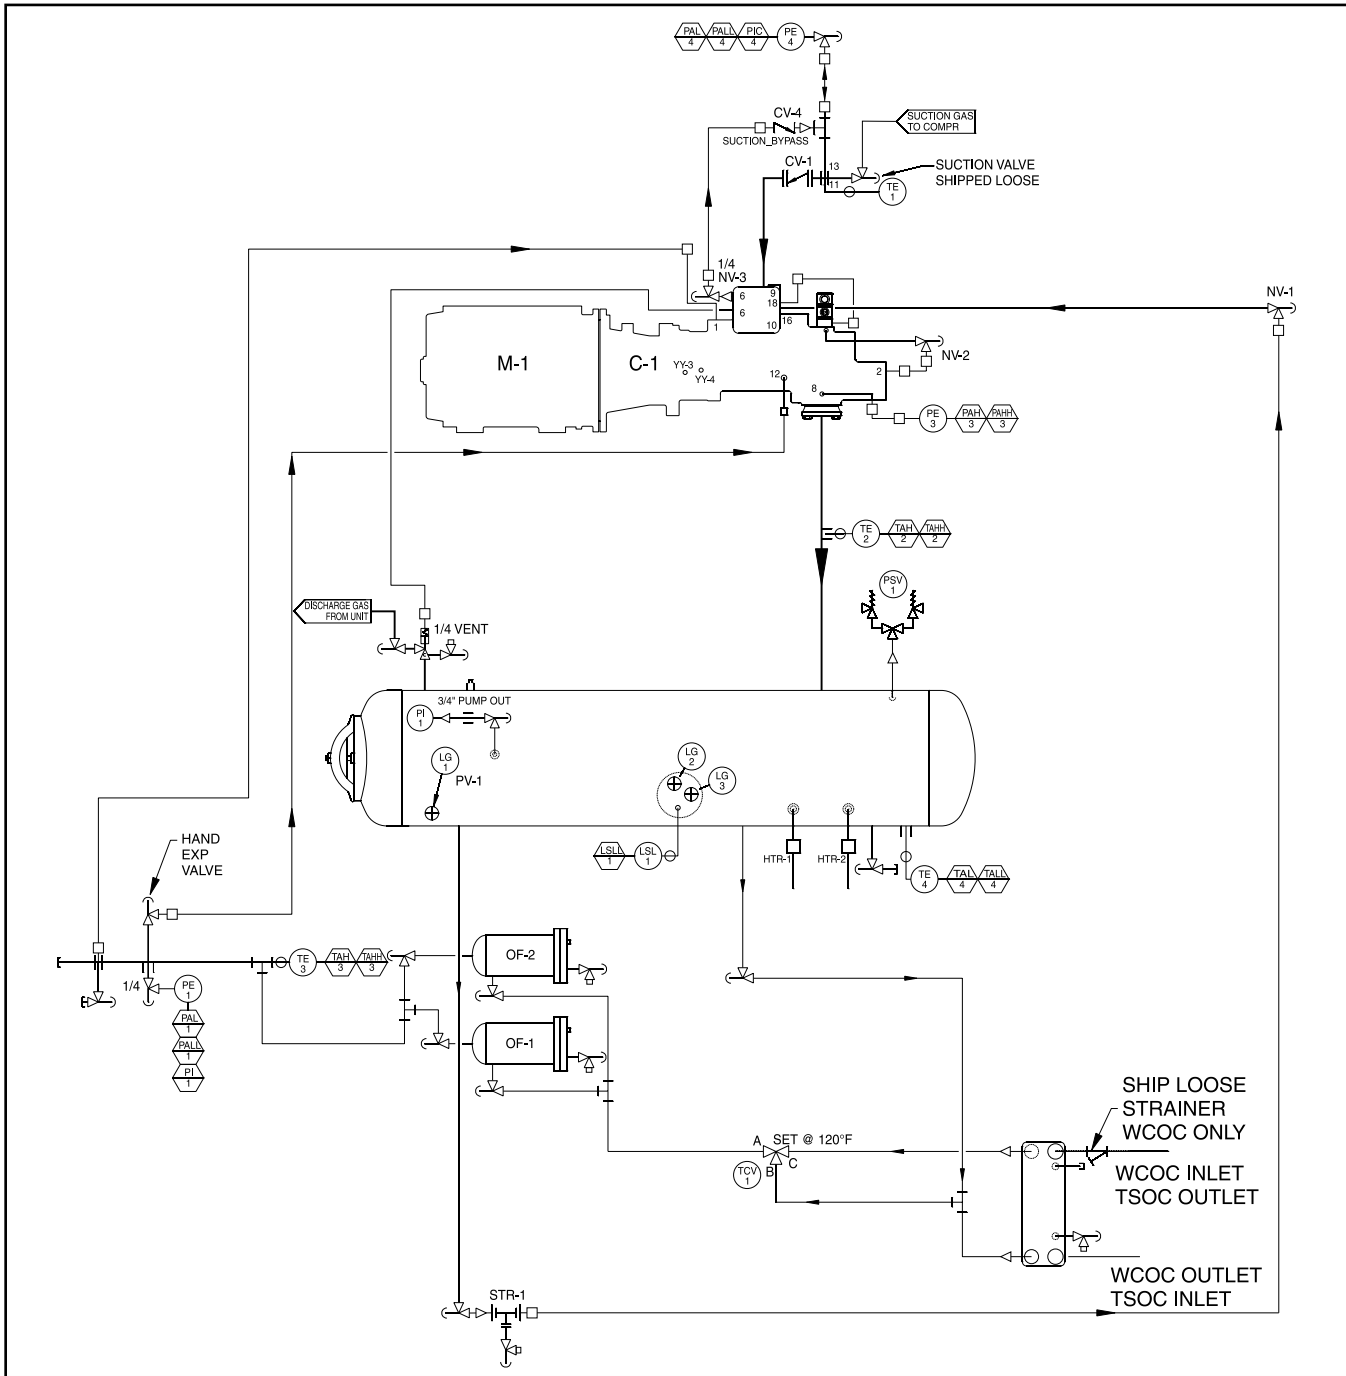 PAL
4
PALL
4
PIC
4
PE
4
CV-4
SUCTION_BYPASS
SUCTION GAS
TO COMPR
CV-1
13
11
SUCTION VALVE
SHIPPED LOOSE
TE
1
1/4
NV-3
6
6
9
18
10
16
1
NV-1
NV-2
M-1
C-1
YY-3
YY-4
12
8
2
PE
3
PAH
3
PAHH
3
TE
2
TAH
2
TAHH
2
PSV
1
DISCHARGE GAS
FROM UNIT
1/4 VENT
3/4" PUMP OUT
PI
1
LG
1
PV-1
LG
2
LG
3
HAND
EXP
VALVE
LSLL
1
LSL
1
HTR-1
HTR-2
TE
4
TAL
4
TALL
4
OF-2
TE
3
TAH
3
TAHH
3
1/4
PE
1
PAL
1
PALL
1
PI
1
OF-1
SHIP LOOSE
STRAINER
WCOC ONLY
A
SET @ 120°F
B
C
TCV
1
WCOC INLET
TSOC OUTLET
WCOC OUTLET
TSOC INLET
STR-1